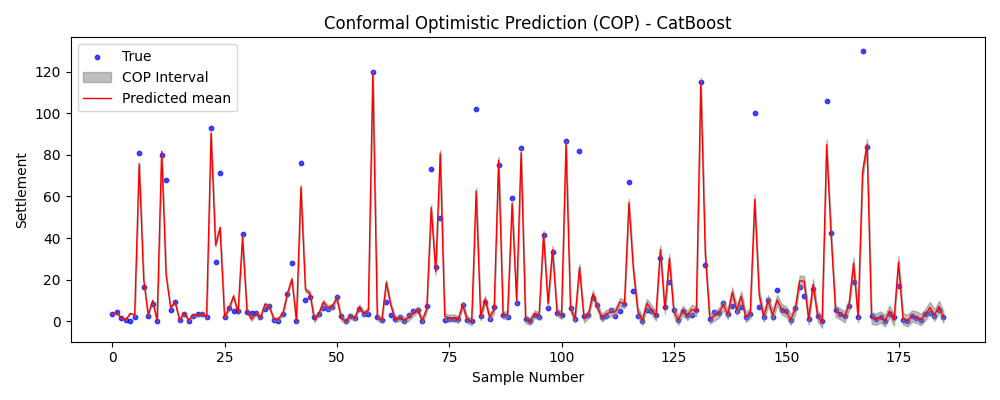 Conformal Optimistic Prediction (COP) - CatBoost
True
COP Interval
Predicted mean
Settlement
120
100
80
60
40
20
0
0 25 50 75 100 125 150 175
Sample Number